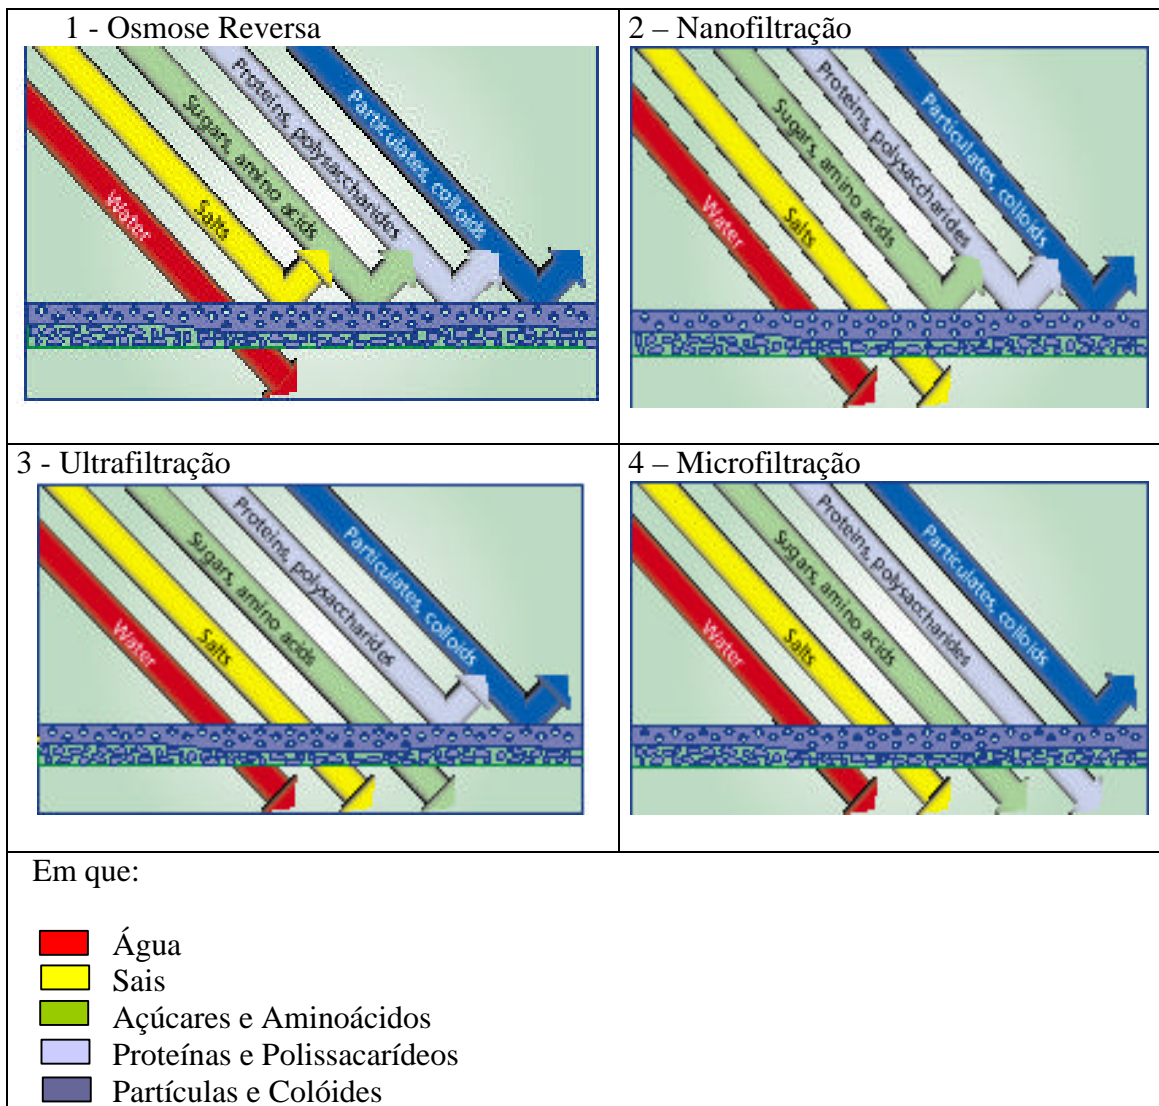 1 - Osmose Reversa
Water
Salts
Sugars, amino acids
Proteins, polysaccharides
Particulates, colloids
2 – Nanofiltração
Water
Salts
Sugars, amino acids
Proteins, polysaccharides
Particulates, colloids
3 - Ultrafiltração
Water
Salts
Sugars, amino acids
Proteins, polysaccharides
Particulates, colloids
4 – Microfiltração
Water
Salts
Sugars, amino acids
Proteins, polysaccharides
Particulates, colloids
Em que:
Água
Sais
Açúcares e Aminoácidos
Proteínas e Polissacarídeos
Partículas e Colóides